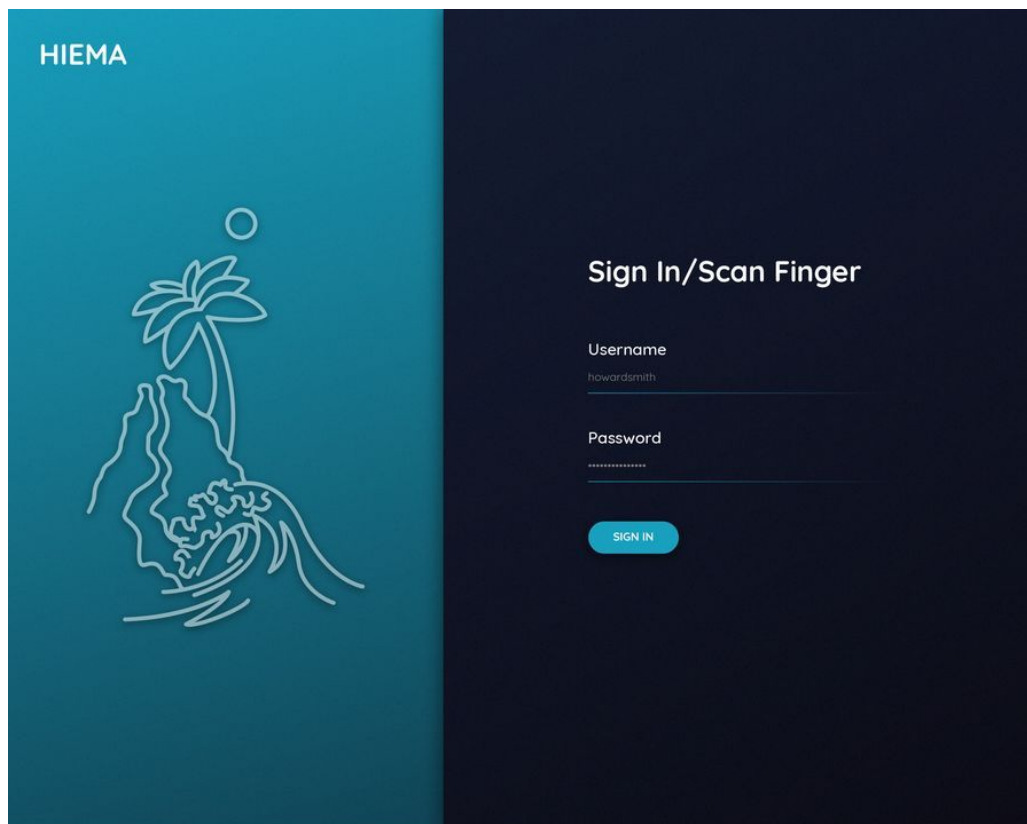 HIEMA
Sign In/Scan Finger
Username
howardsmith
Password
•••••••••••••••
SIGN IN